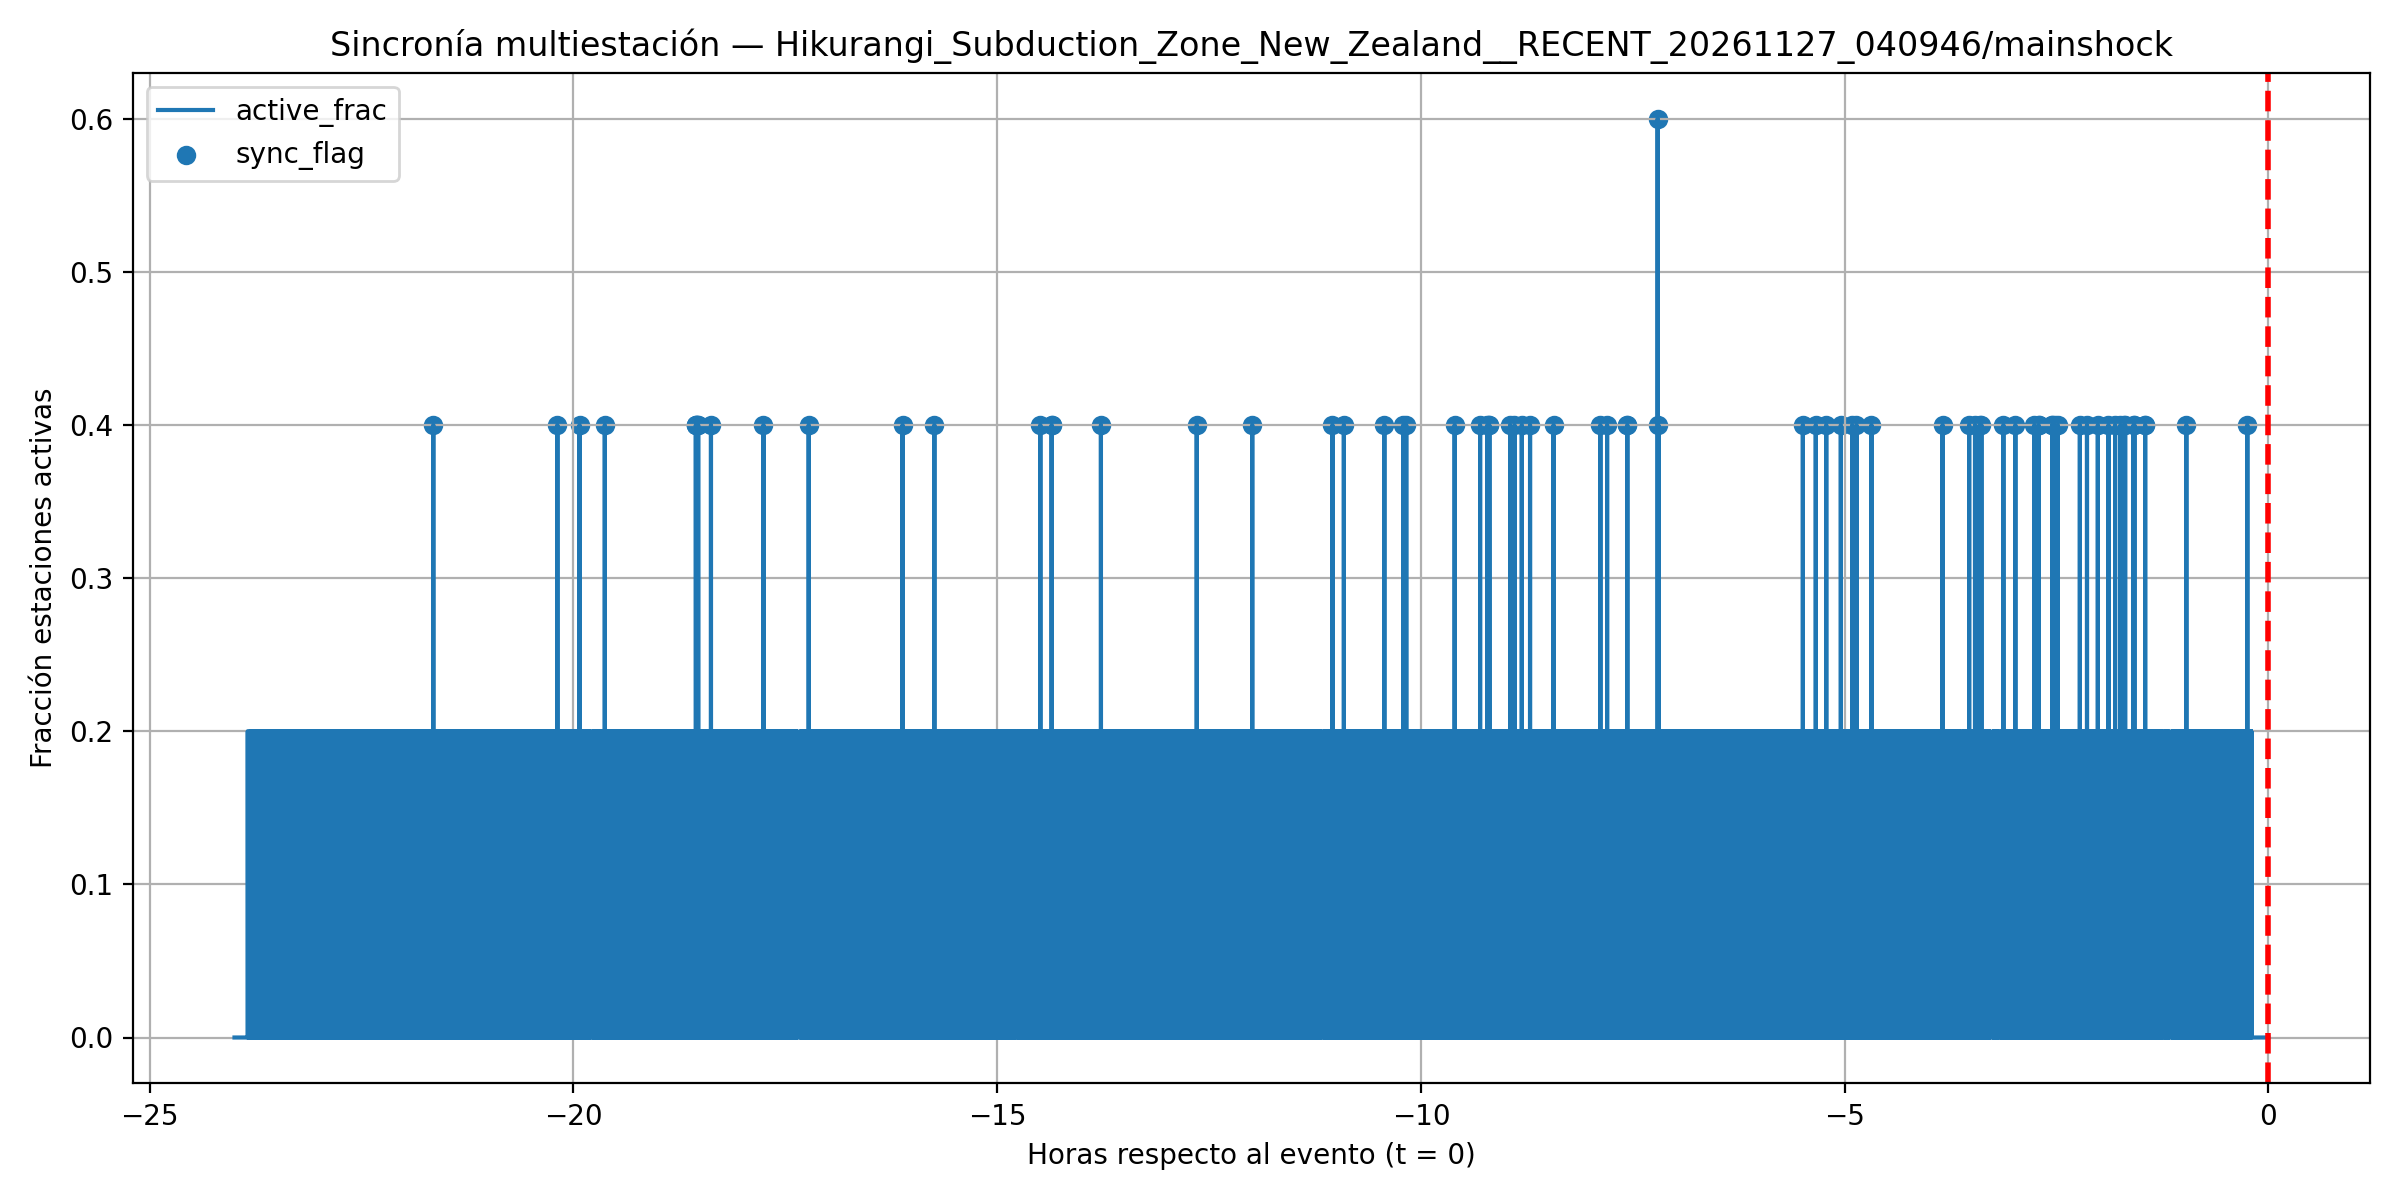 Sincronía multiestación — Hikurangi_Subduction_Zone_New_Zealand__RECENT_20261127_040946/mainshock
active_frac
sync_flag
Fracción estaciones activas
0.6
0.5
0.4
0.3
0.2
0.1
0.0
−25
−20
−15
−10
−5
0
Horas respecto al evento (t = 0)